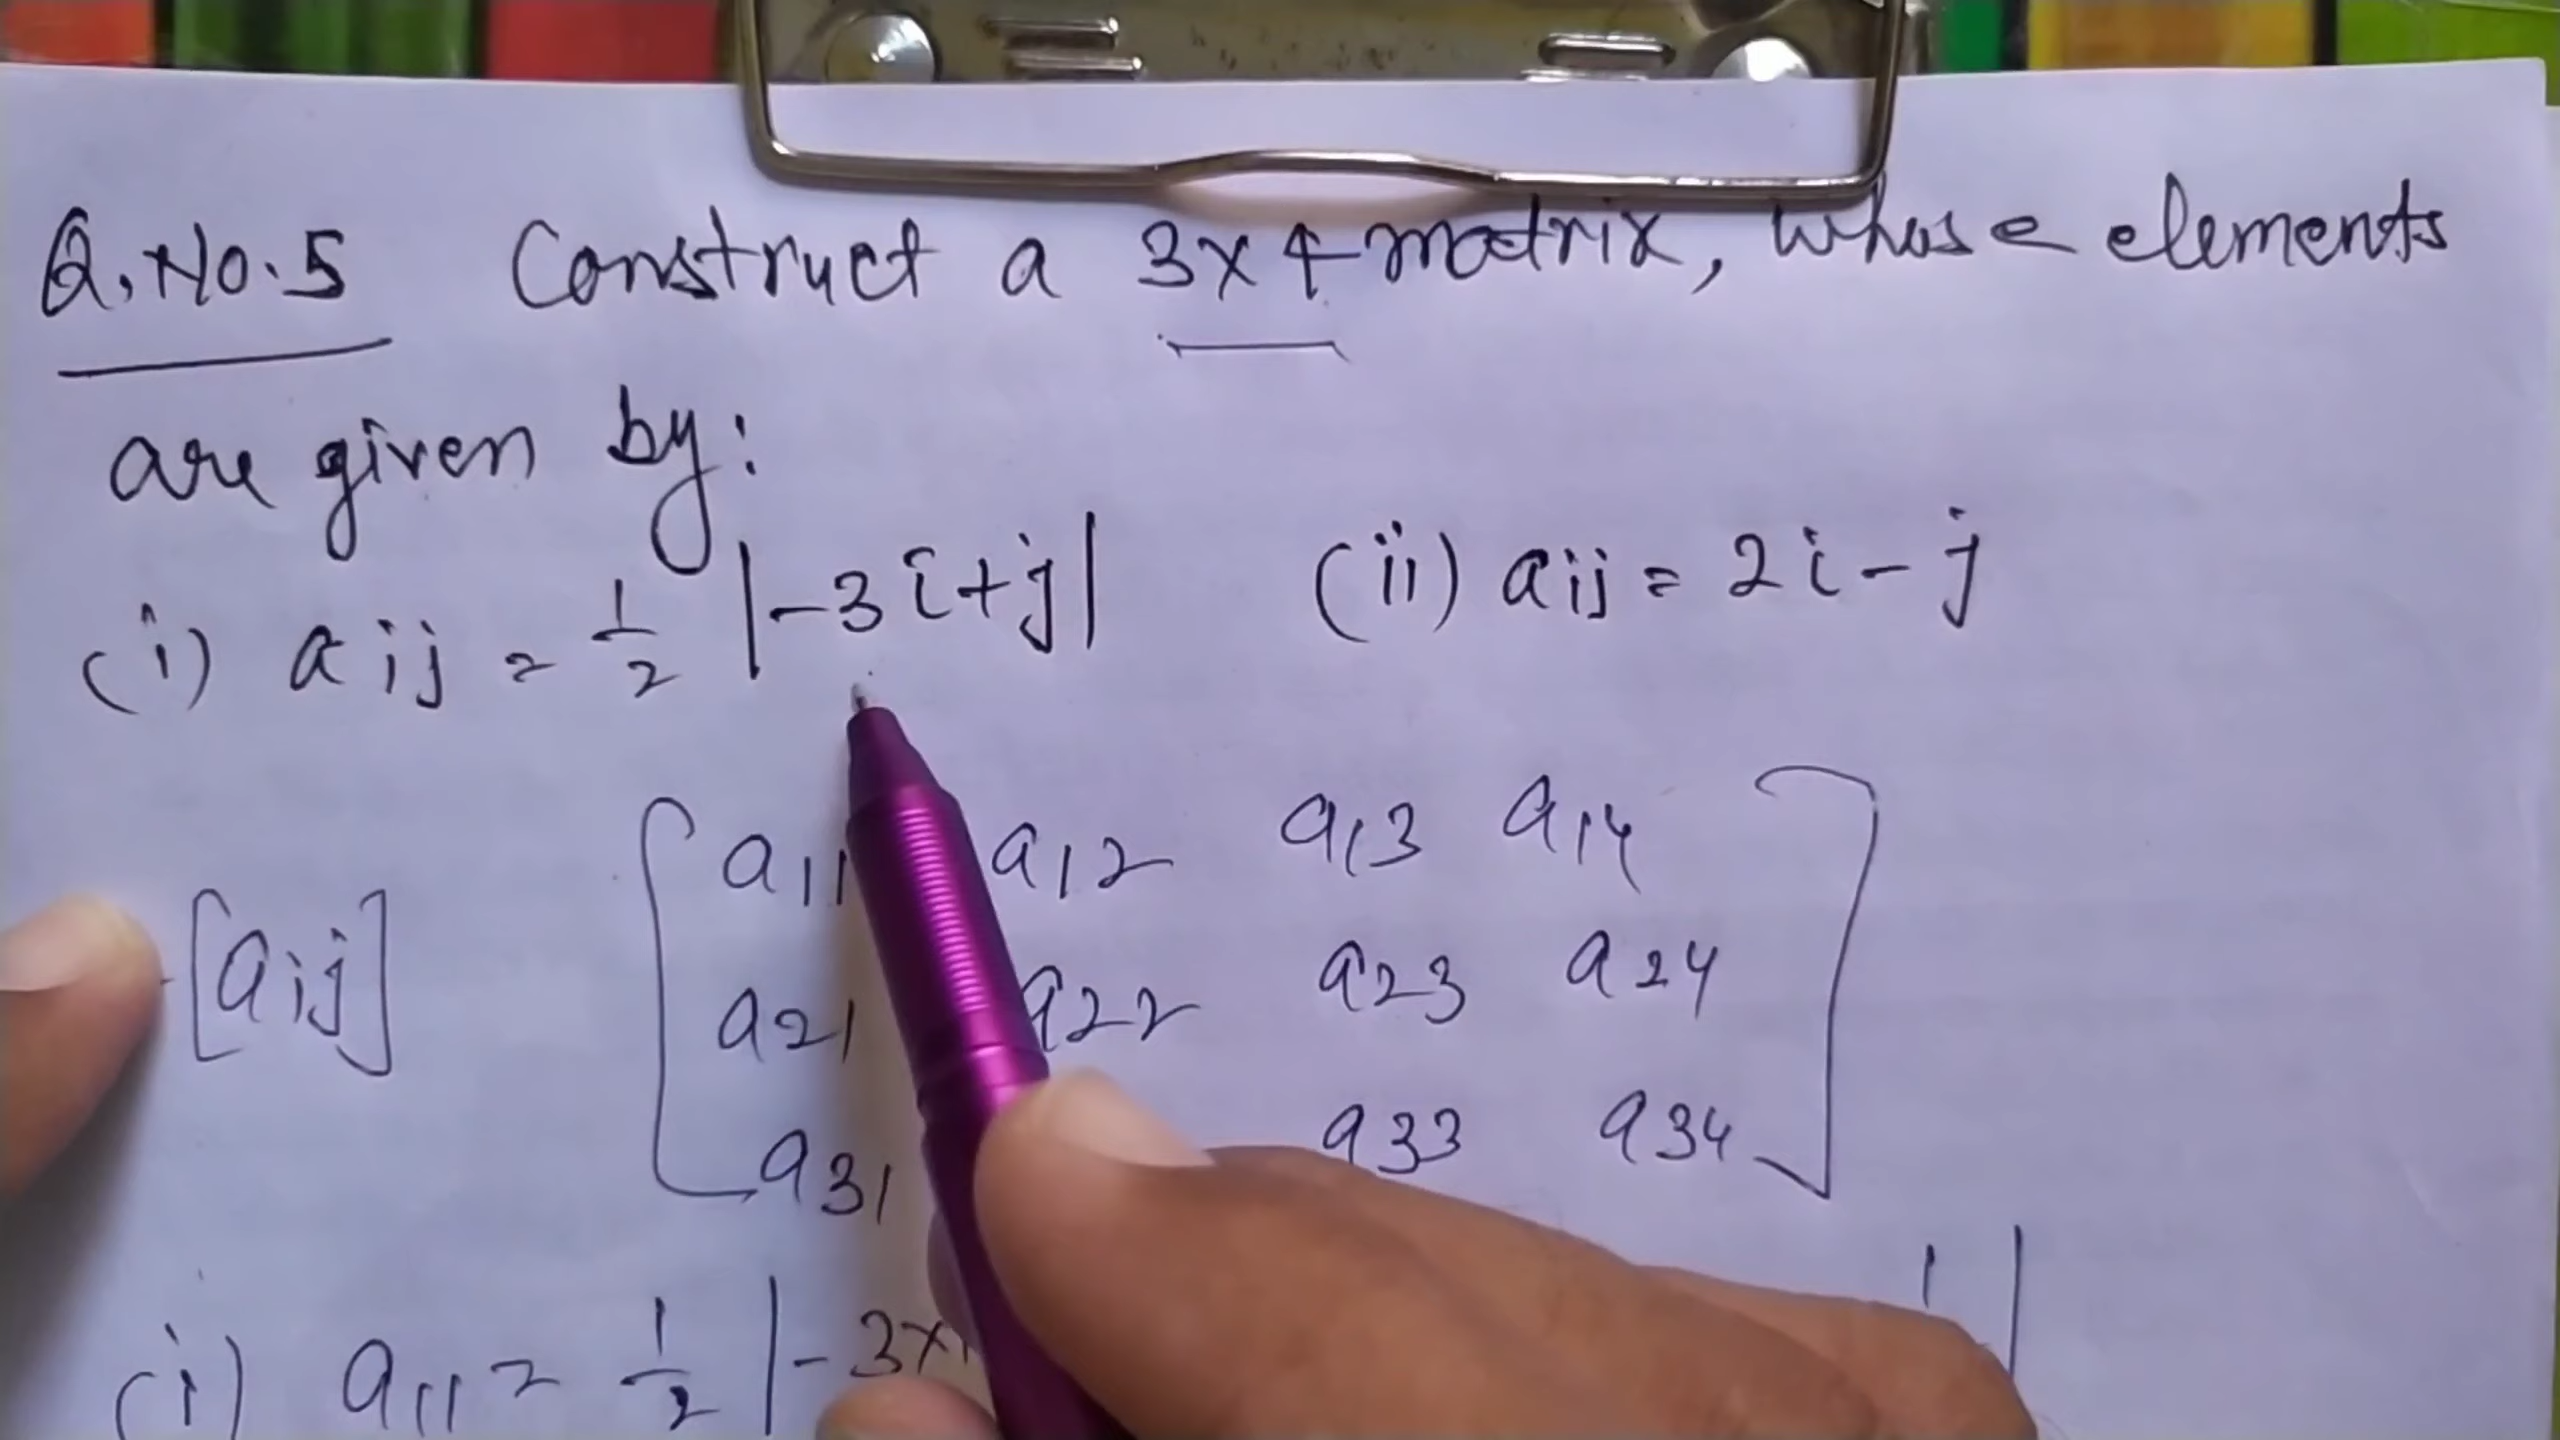 Q.No.5 Construct a 3x4 matrix, whose elements
are given by:
(i) aij = 1/2 |-3i+j| (ii) aij = 2i-j
a11 a12 a13 a14
[aij] a21 a22 a23 a24
a31 a33 a34
(i) a11 = 1/2 |-3x